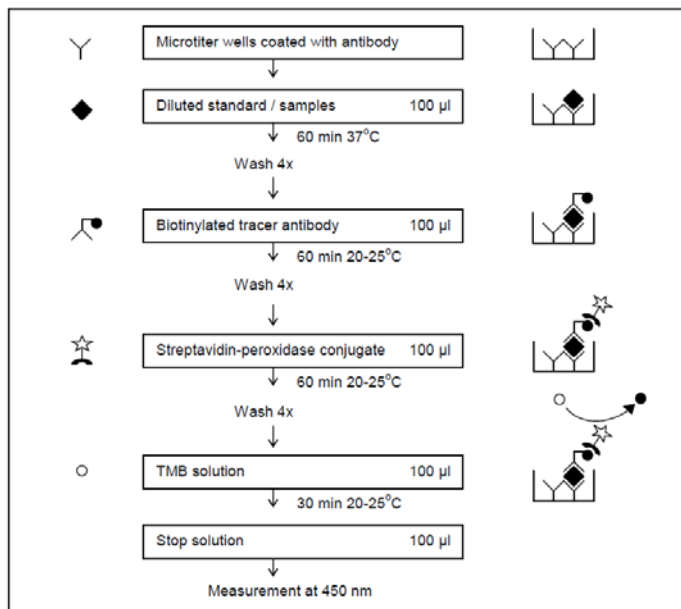 Microtiter wells coated with antibody
Diluted standard / samples 100 µl
60 min 37°C
Wash 4x
Biotinylated tracer antibody 100 µl
60 min 20-25°C
Wash 4x
Streptavidin-peroxidase conjugate 100 µl
60 min 20-25°C
Wash 4x
TMB solution 100 µl
30 min 20-25°C
Stop solution 100 µl
Measurement at 450 nm